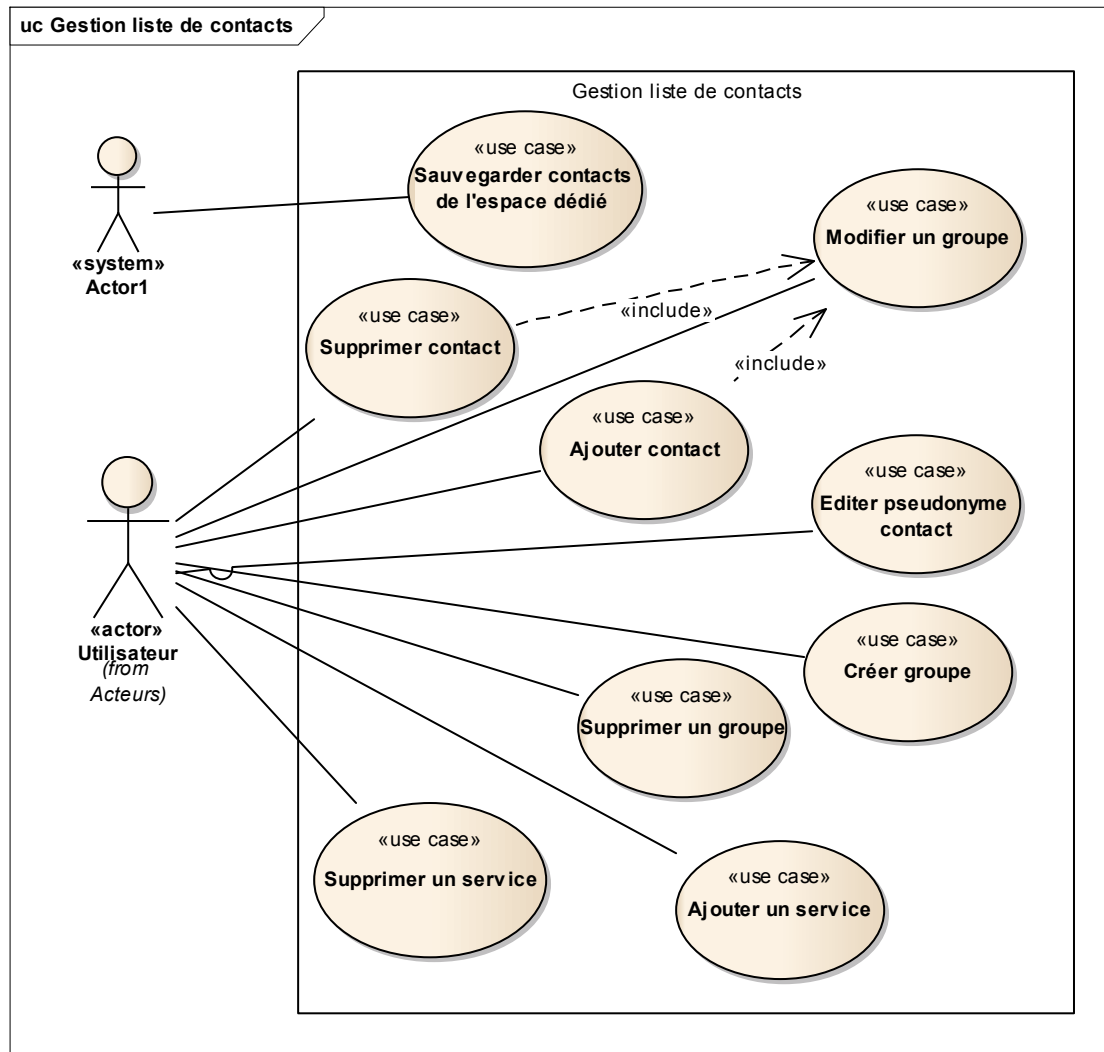 uc Gestion liste de contacts
Gestion liste de contacts
«use case»
Sauvegarder contacts
de l'espace dédié
«use case»
Modifier un groupe
«system»
Actor1
«include»
«use case»
Supprimer contact
«include»
«use case»
Ajouter contact
«use case»
Editer pseudonyme
contact
«actor»
Utilisateur
(from
Acteurs)
«use case»
Créer groupe
«use case»
Supprimer un groupe
«use case»
Supprimer un service
«use case»
Ajouter un service